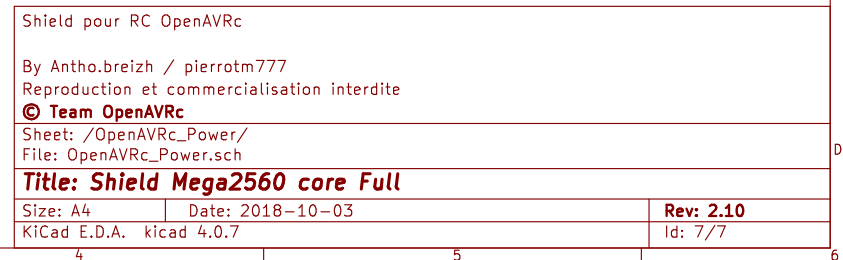 Shield pour RC OpenAVRc
By Antho.breizh / pierrotm777
Reproduction et commercialisation interdite
© Team OpenAVRc
Sheet: /OpenAVRc_Power/
File: OpenAVRc_Power.sch
D
Title: Shield Mega2560 core Full
Size: A4 Date: 2018-10-03 Rev: 2.10
KiCad E.D.A. kicad 4.0.7 Id: 7/7
4 5 6